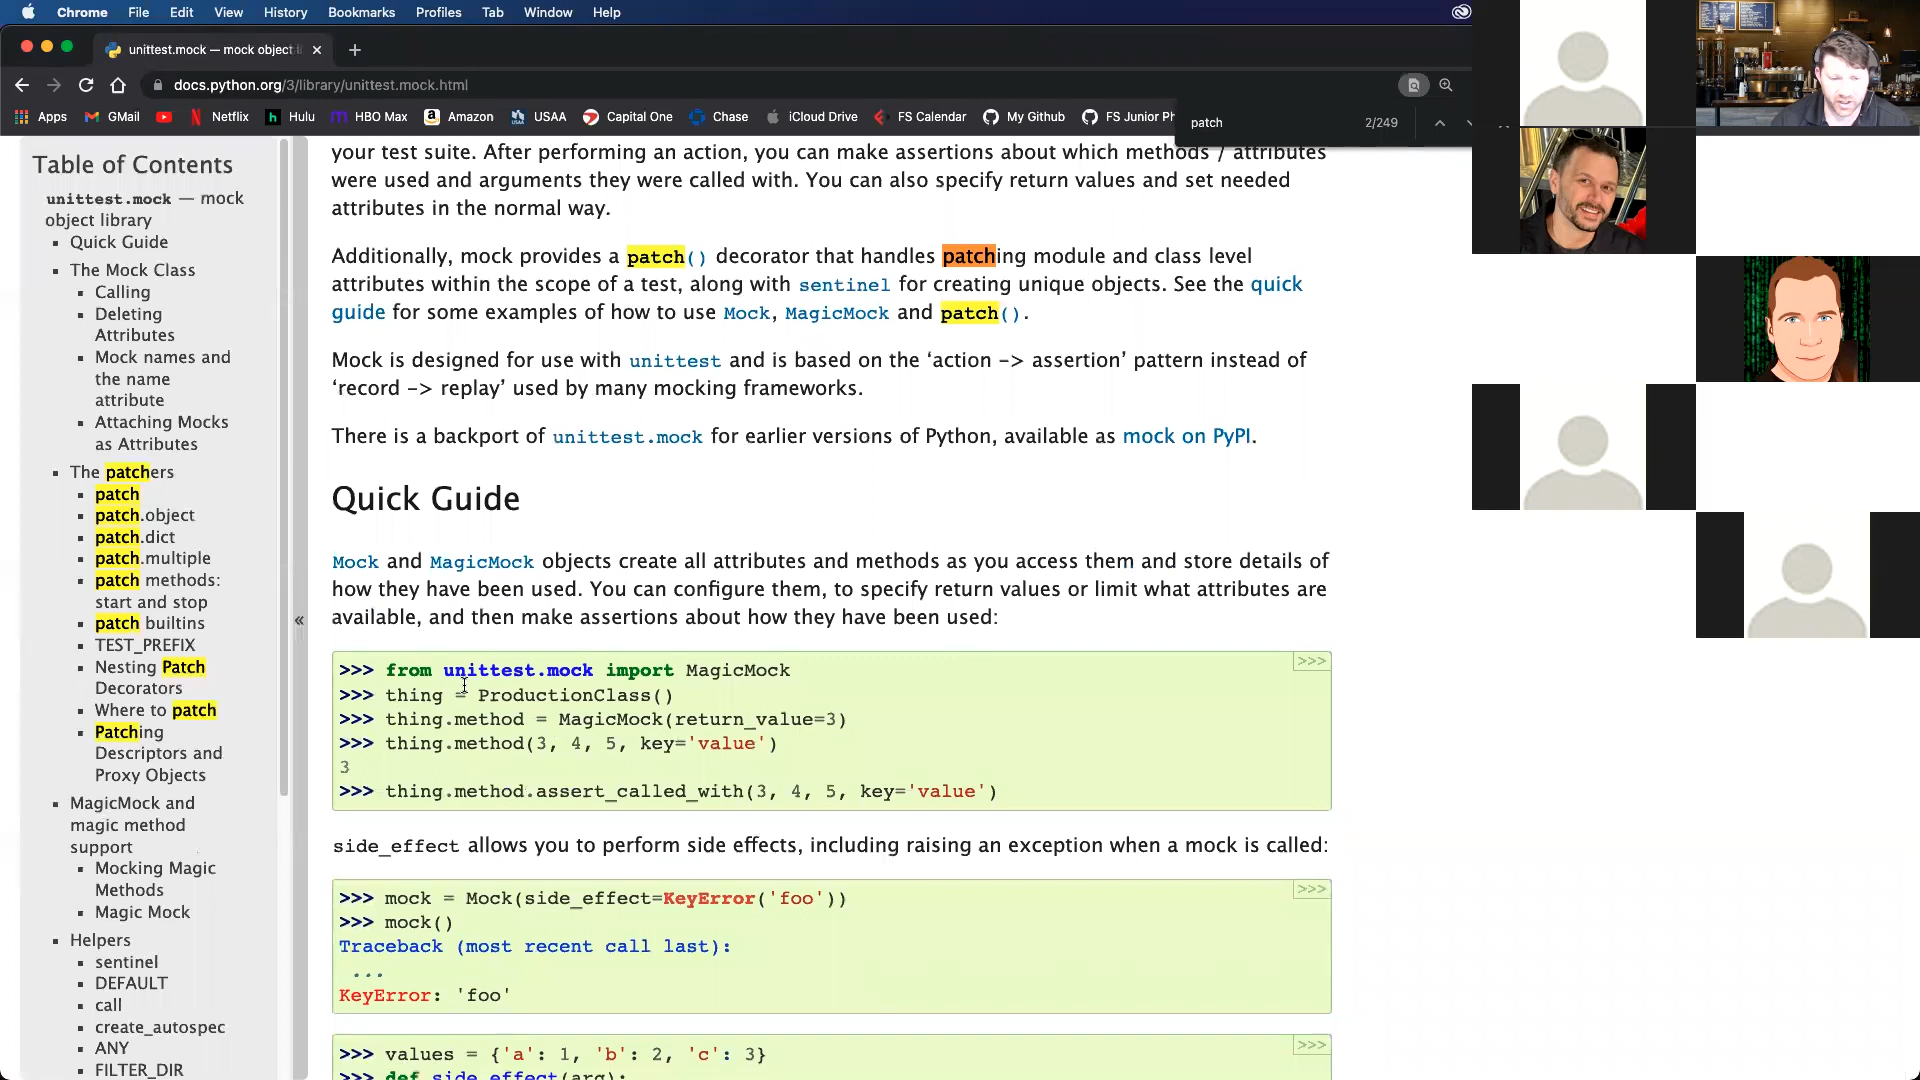 Chrome File Edit View History Bookmarks Profiles Tab Window Help
unittest.mock — mock object-l
docs.python.org/3/library/unittest.mock.html
Apps GMail Netflix Hulu HBO Max Amazon USAA Capital One Chase iCloud Drive FS Calendar My Github FS Junior Ph
patch 2/249
Table of Contents
unittest.mock — mock
object library
Quick Guide
The Mock Class
Calling
Deleting
Attributes
Mock names and
the name
attribute
Attaching Mocks
as Attributes
The patchers
patch
patch.object
patch.dict
patch.multiple
patch methods:
start and stop
patch builtins
TEST_PREFIX
Nesting Patch
Decorators
Where to patch
Patching
Descriptors and
Proxy Objects
MagicMock and
magic method
support
Mocking Magic
Methods
Magic Mock
Helpers
sentinel
DEFAULT
call
create_autospec
ANY
FILTER_DIR
«
your test suite. After performing an action, you can make assertions about which methods / attributes
were used and arguments they were called with. You can also specify return values and set needed
attributes in the normal way.
Additionally, mock provides a patch() decorator that handles patching module and class level
attributes within the scope of a test, along with sentinel for creating unique objects. See the quick
guide for some examples of how to use Mock, MagicMock and patch().
Mock is designed for use with unittest and is based on the ‘action -> assertion’ pattern instead of
‘record -> replay’ used by many mocking frameworks.
There is a backport of unittest.mock for earlier versions of Python, available as mock on PyPI.
Quick Guide
Mock and MagicMock objects create all attributes and methods as you access them and store details of
how they have been used. You can configure them, to specify return values or limit what attributes are
available, and then make assertions about how they have been used:
>>>
>>> from unittest.mock import MagicMock
>>> thing = ProductionClass()
>>> thing.method = MagicMock(return_value=3)
>>> thing.method(3, 4, 5, key='value')
3
>>> thing.method.assert_called_with(3, 4, 5, key='value')
side_effect allows you to perform side effects, including raising an exception when a mock is called:
>>>
>>> mock = Mock(side_effect=KeyError('foo'))
>>> mock()
Traceback (most recent call last):
...
KeyError: 'foo'
>>>
>>> values = {'a': 1, 'b': 2, 'c': 3}
>>> def side_effect(arg):